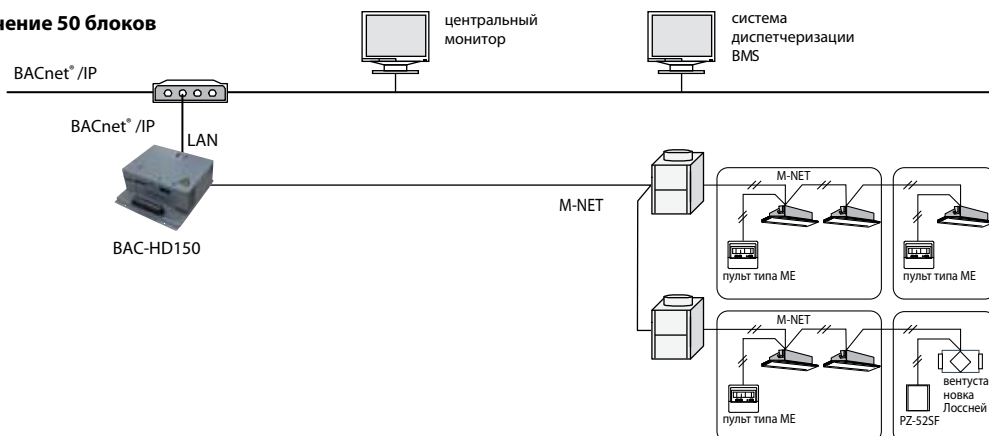 чение 50 блоков
центральный
монитор
система
диспетчеризации
BMS
BACnet® /IP
BACnet® /IP
LAN
BAC-HD150
M-NET
M-NET
пульт типа ME
пульт типа ME
M-NET
пульт типа ME
PZ-52SF
вентуста
новка
Лоссней